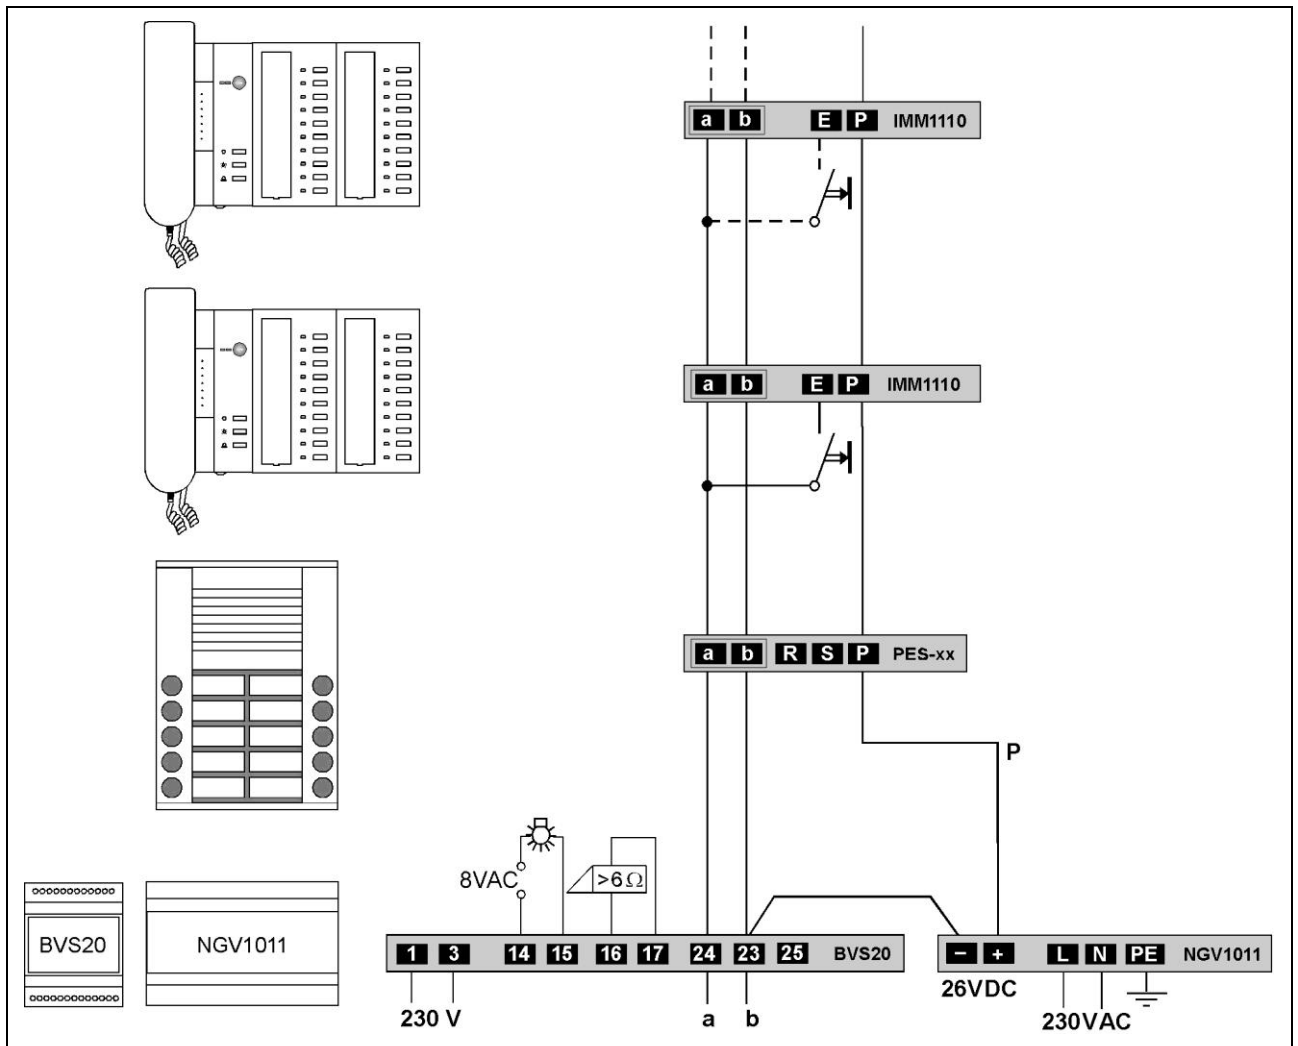 a b E P IMM1110
a b E P IMM1110
a b R S P PES-xx
P
8VAC
>6Ω
BVS20
NGV1011
1 3 14 15 16 17 24 23 25 BVS20
− + L N PE NGV1011
26VDC
230 V
a b
230VAC